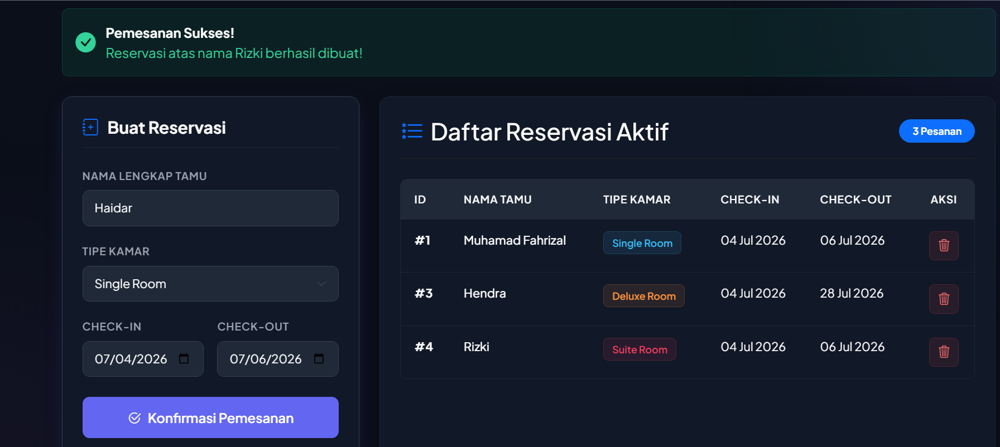 Pemesanan Sukses!
Reservasi atas nama Rizki berhasil dibuat!
Buat Reservasi
NAMA LENGKAP TAMU
Haidar
TIPE KAMAR
Single Room
CHECK-IN CHECK-OUT
07/04/2026 07/06/2026
Konfirmasi Pemesanan
Daftar Reservasi Aktif
3 Pesanan
ID NAMA TAMU TIPE KAMAR CHECK-IN CHECK-OUT AKSI
#1 Muhamad Fahrizal Single Room 04 Jul 2026 06 Jul 2026
#3 Hendra Deluxe Room 04 Jul 2026 28 Jul 2026
#4 Rizki Suite Room 04 Jul 2026 06 Jul 2026